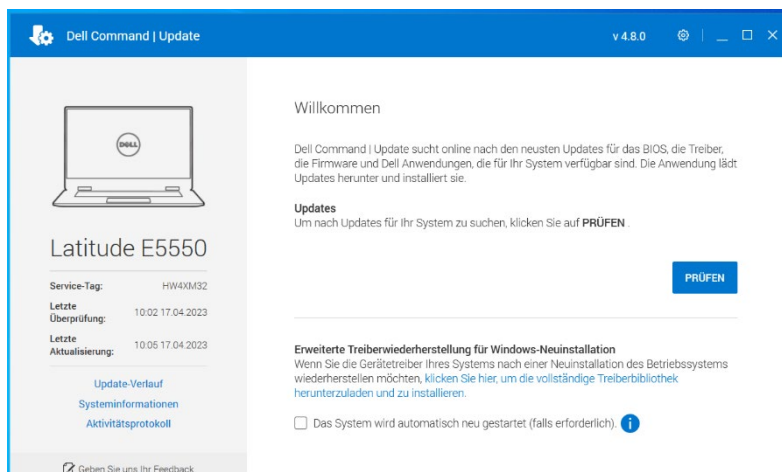 Dell Command | Update
v 4.8.0
DELL
Latitude E5550
Service-Tag: HW4XM32
Letzte Überprüfung: 10:02 17.04.2023
Letzte Aktualisierung: 10:05 17.04.2023
Update-Verlauf
Systeminformationen
Aktivitätsprotokoll
Geben Sie uns Ihr Feedback
Willkommen
Dell Command | Update sucht online nach den neusten Updates für das BIOS, die Treiber,
die Firmware und Dell Anwendungen, die für Ihr System verfügbar sind. Die Anwendung lädt
Updates herunter und installiert sie.
Updates
Um nach Updates für Ihr System zu suchen, klicken Sie auf PRÜFEN .
PRÜFEN
Erweiterte Treiberwiederherstellung für Windows-Neuinstallation
Wenn Sie die Gerätetreiber Ihres Systems nach einer Neuinstallation des Betriebssystems
wiederherstellen möchten, klicken Sie hier, um die vollständige Treiberbibliothek
herunterzuladen und zu installieren.
Das System wird automatisch neu gestartet (falls erforderlich).